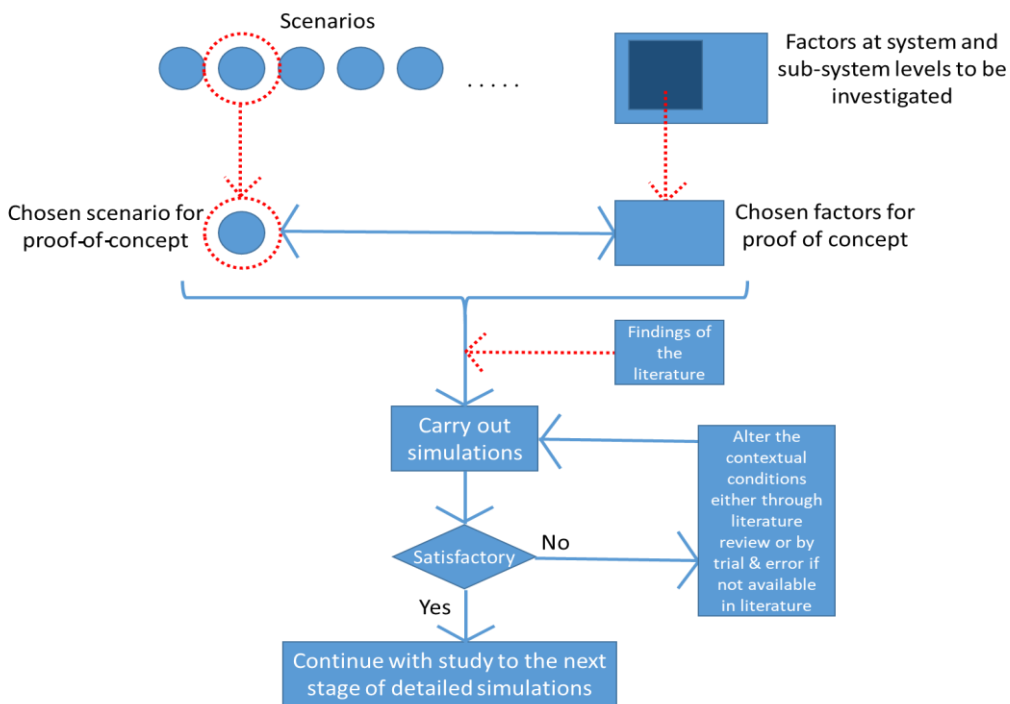 Scenarios
. . . . .
Factors at system and
sub-system levels to be
investigated
Chosen scenario for
proof-of-concept
Chosen factors for
proof of concept
Findings of
the
literature
Carry out
simulations
Alter the
contextual
conditions
either through
literature
review or by
trial & error if
not available
in literature
Satisfactory
No
Yes
Continue with study to the next
stage of detailed simulations